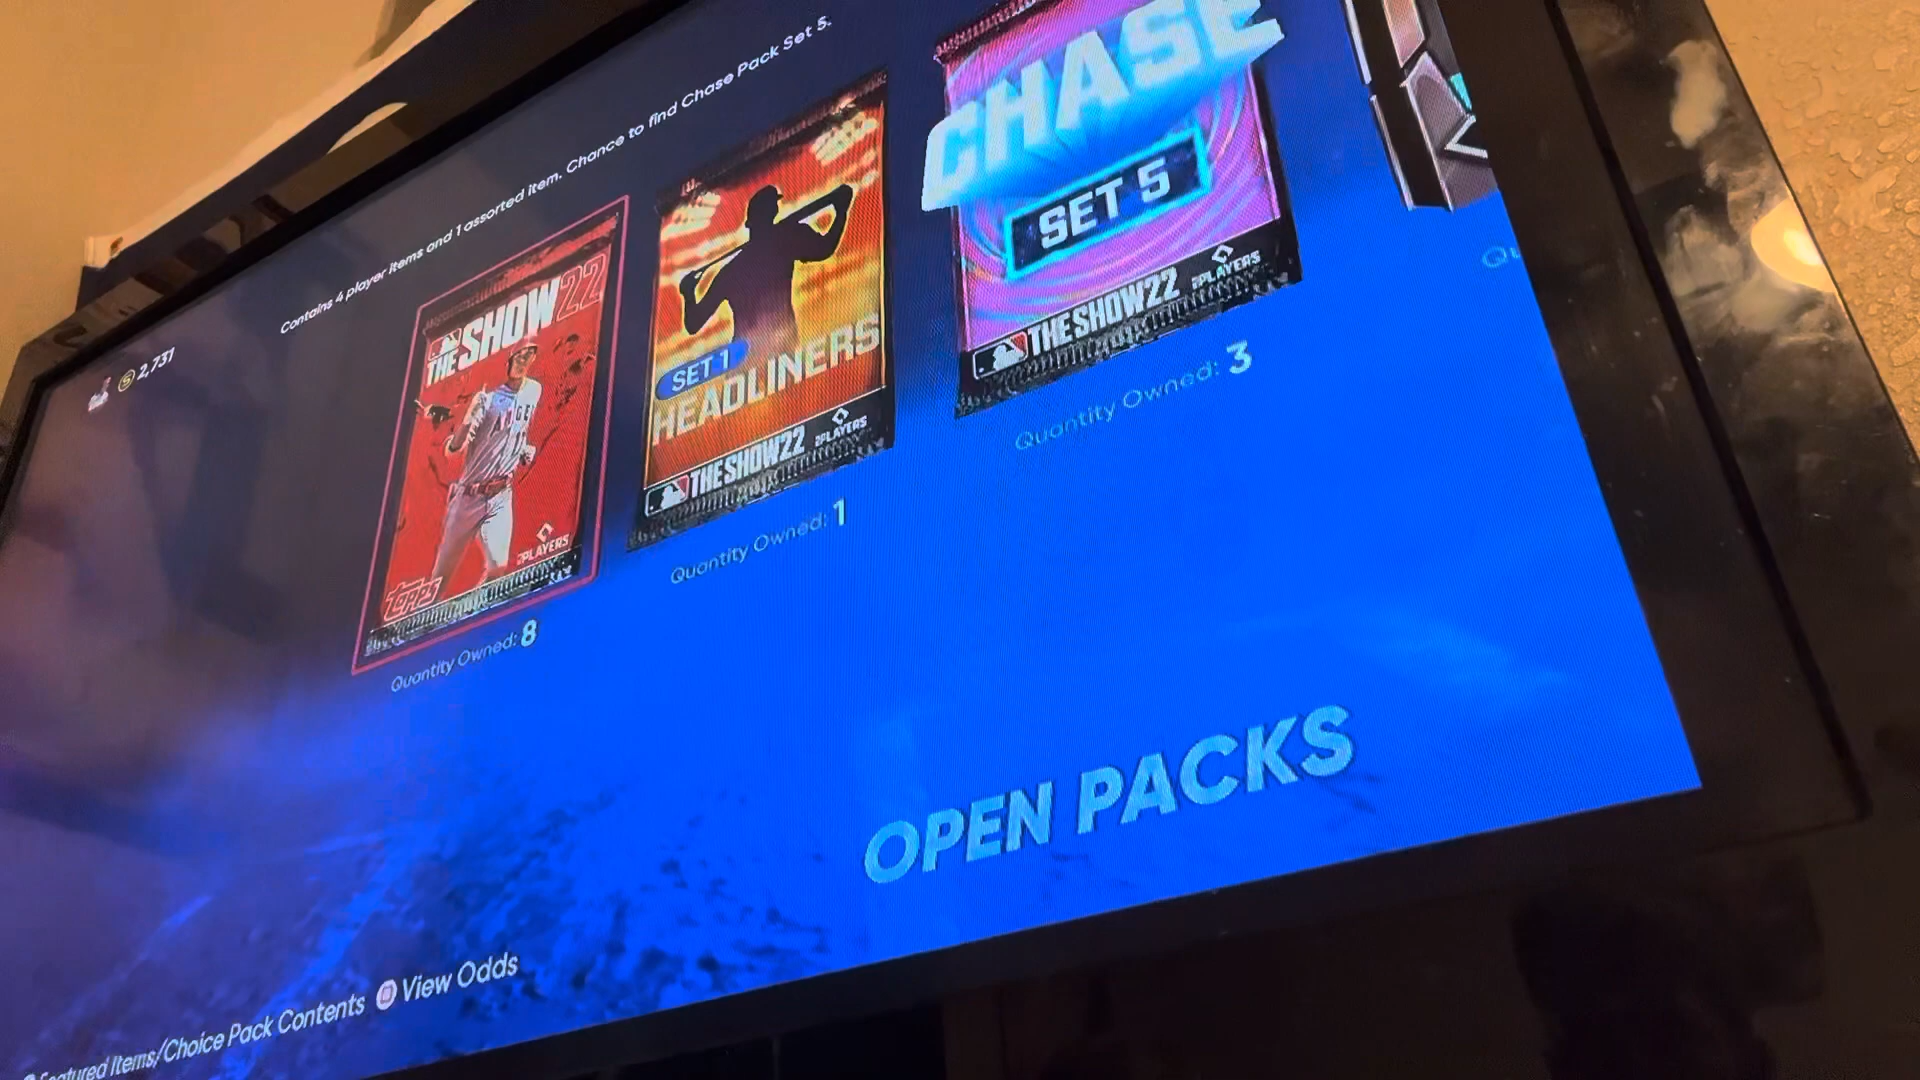 Contains 4 player items and 1 assorted item. Chance to find Chase Pack Set 5.
2,731
THE SHOW 22
PLAYERS
TOPPS
Quantity Owned: 8
SET 1
HEADLINERS
THE SHOW 22
PLAYERS
Quantity Owned: 1
CHASE
SET 5
THE SHOW 22
PLAYERS
Quantity Owned: 3
Qu
OPEN PACKS
Featured Items/Choice Pack Contents
View Odds